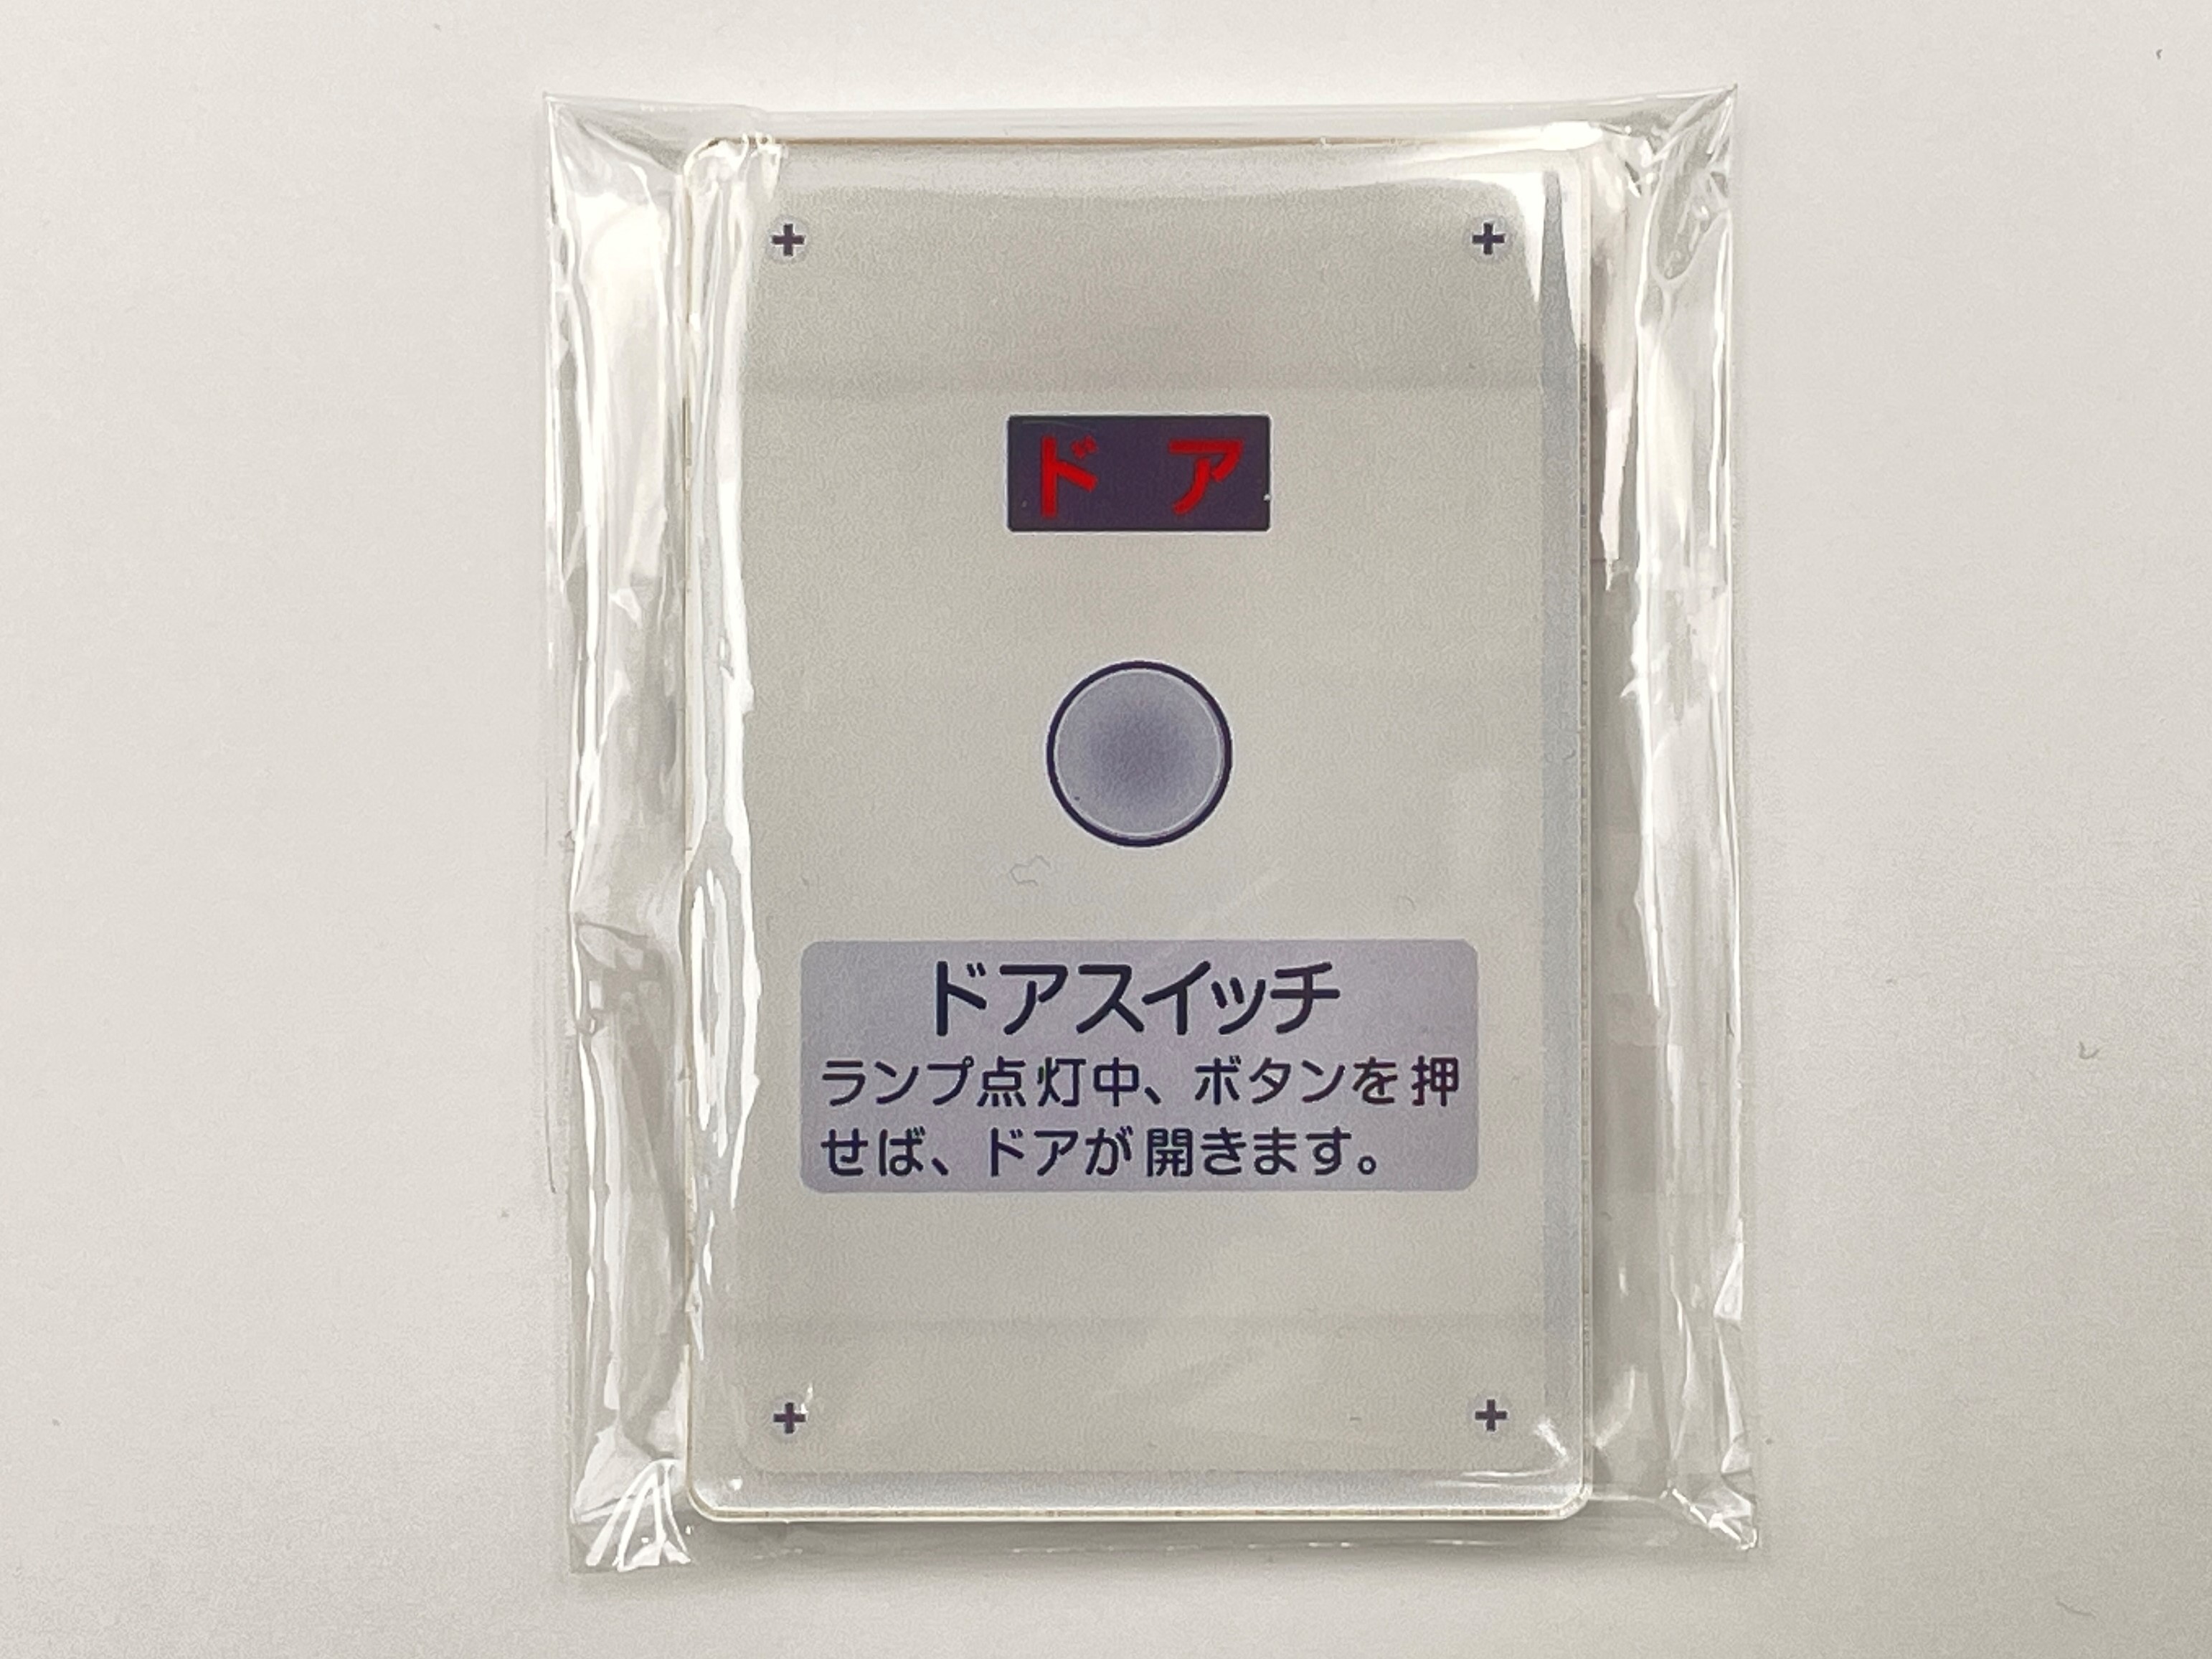 ドア
ドアスイッチ
ランプ点灯中、ボタンを押
せば、ドアが開きます。